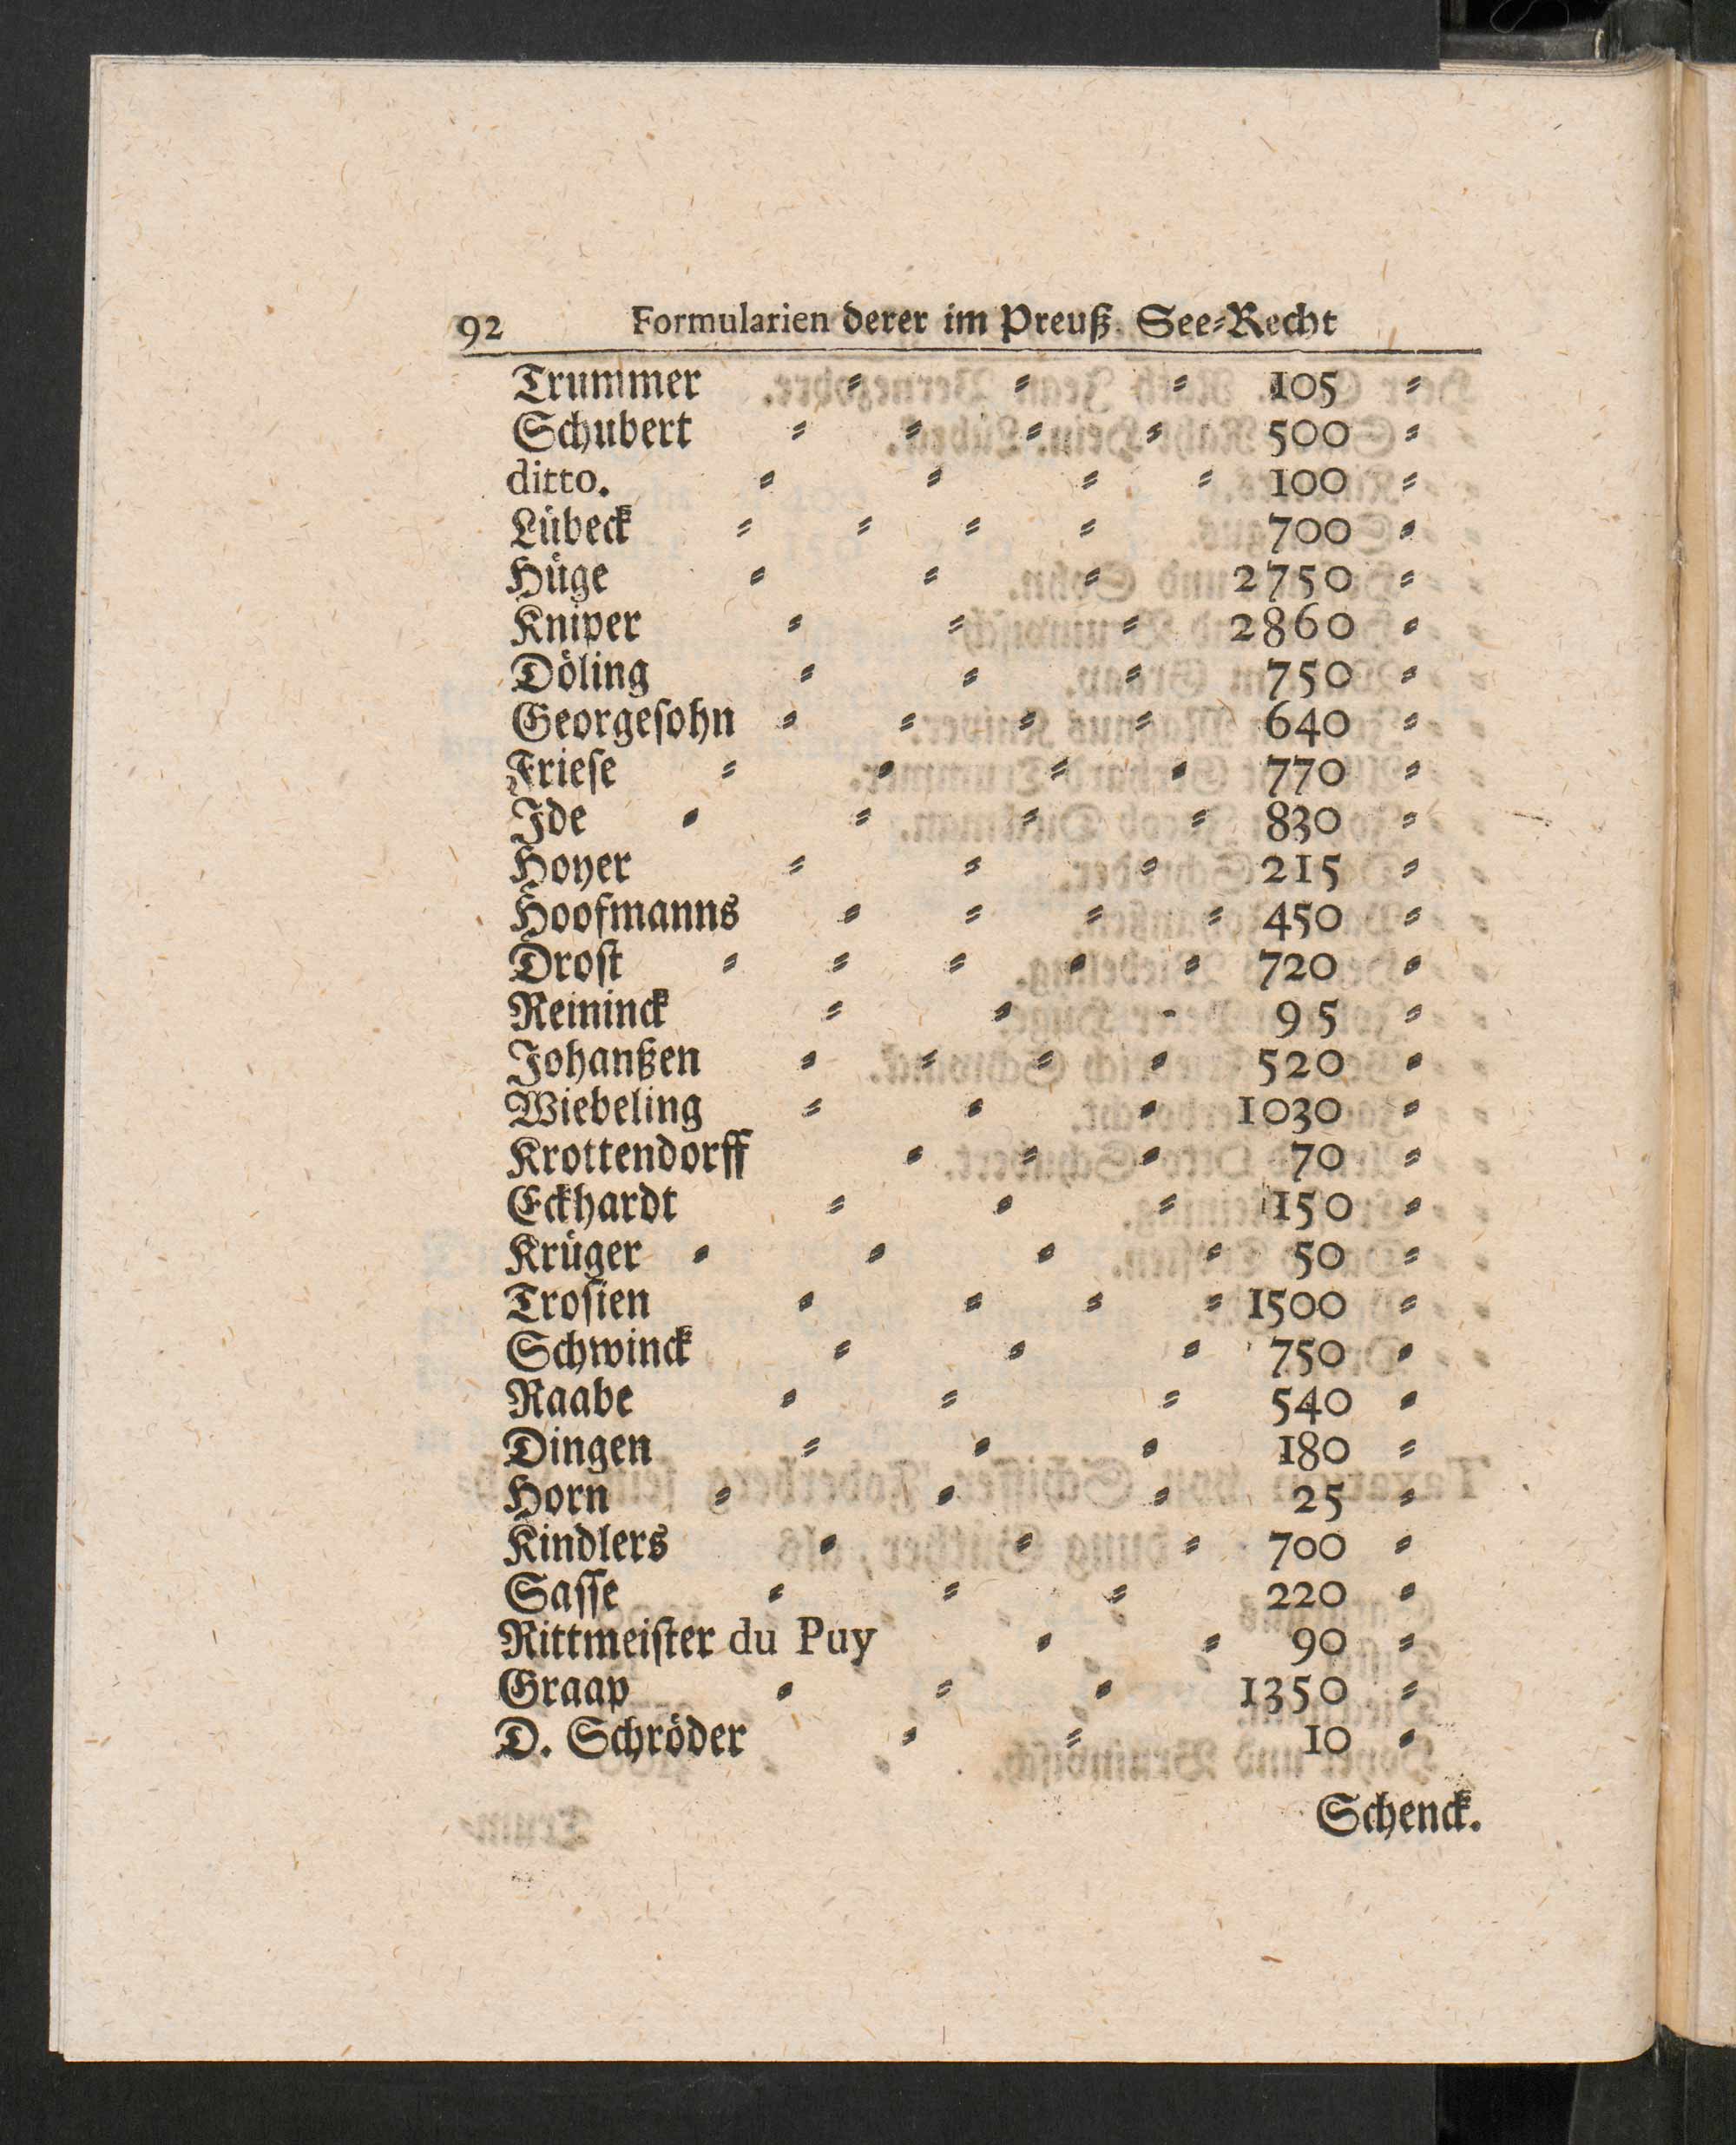 92 Formularien derer im Preuß. See-Recht
Trummer = = = 105 =
Schubert = = = = 500 =
ditto. = = = = 100 =
Lübeck = = = = 700 =
Hüge = = = 2750 =
Kniper = = = 2860 =
Döling = = = 750 =
Georgesohn = = = = 640 =
Friese = = = = 770 =
Ide = = = = 830 =
Hoyer = = = 215 =
Hoofmanns = = = = 450 =
Drost = = = = = 720 =
Reininck = = - 95 =
Johanßen = = = = 520 =
Wiebeling = = = 1030 =
Krottendorff = = = 70 =
Eckhardt = = = 150 =
Krüger = = = = 50 =
Trosien = = = = 1500 =
Schwinck = = = 750 =
Raabe = = = 540 =
Dingen = = = 180 =
Horn = = = 25 =
Kindlers = = = 700 =
Sasse = = = 220 =
Rittmeister du Puy = = 90 =
Graap = = = 1350 =
D. Schröder = = 10 =
Schenck.